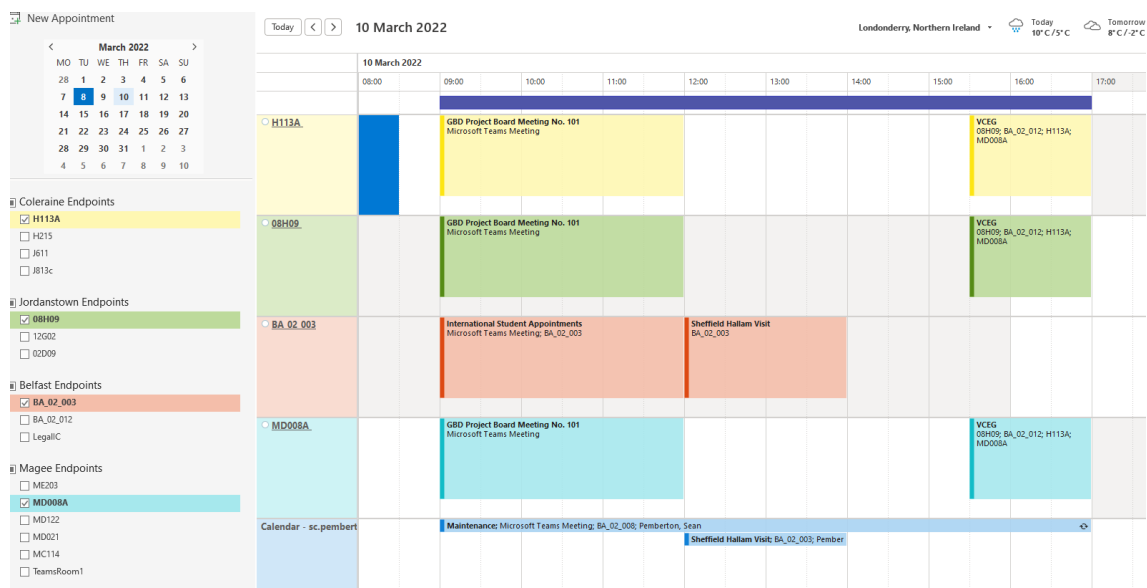 New Appointment
March 2022
MO TU WE TH FR SA SU
28 1 2 3 4 5 6
7 8 9 10 11 12 13
14 15 16 17 18 19 20
21 22 23 24 25 26 27
28 29 30 31 1 2 3
4 5 6 7 8 9 10
Coleraine Endpoints
H113A
H215
J611
J813c
Jordanstown Endpoints
08H09
12G02
02D09
Belfast Endpoints
BA_02_003
BA_02_012
LegalIC
Magee Endpoints
ME203
MD008A
MD122
MD021
MC114
TeamsRoom1
Today
10 March 2022
Londonderry, Northern Ireland
Today
10°C/5°C
Tomorrow
8°C/-2°C
10 March 2022
08:00 09:00 10:00 11:00 12:00 13:00 14:00 15:00 16:00 17:00
H113A
GBD Project Board Meeting No. 101
Microsoft Teams Meeting
VCEG
08H09; BA_02_012; H113A;
MD008A
08H09
GBD Project Board Meeting No. 101
Microsoft Teams Meeting
VCEG
08H09; BA_02_012; H113A;
MD008A
BA_02_003
International Student Appointments
Microsoft Teams Meeting; BA_02_003
Sheffield Hallam Visit
BA_02_003
MD008A
GBD Project Board Meeting No. 101
Microsoft Teams Meeting
VCEG
08H09; BA_02_012; H113A;
MD008A
Calendar - sc.pembert
Maintenance; Microsoft Teams Meeting; BA_02_008; Pemberton, Sean
Sheffield Hallam Visit; BA_02_003; Pember